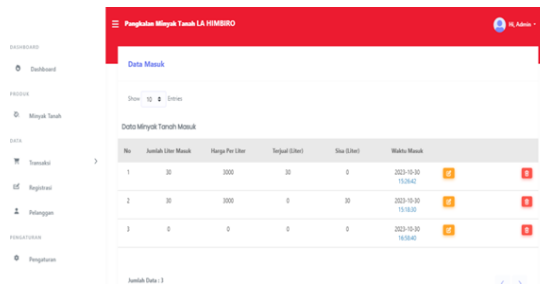 Pangkalan Minyak Tanah LA HIMBIRO
Hi, Admin
DASHBOARD
Dashboard
PRODUK
Minyak Tanah
DATA
Transaksi
Registrasi
Pelanggan
PENGATURAN
Pengaturan
Data Masuk
Show 10 Entries
Data Minyak Tanah Masuk
No Jumlah Liter Masuk Harga Per Liter Terjual (Liter) Sisa (Liter) Waktu Masuk
1 30 3000 30 0 2023-10-30
15:26:42
2 30 3000 0 30 2023-10-30
15:18:30
3 0 0 0 0 2023-10-30
16:58:40
Jumlah Data : 3